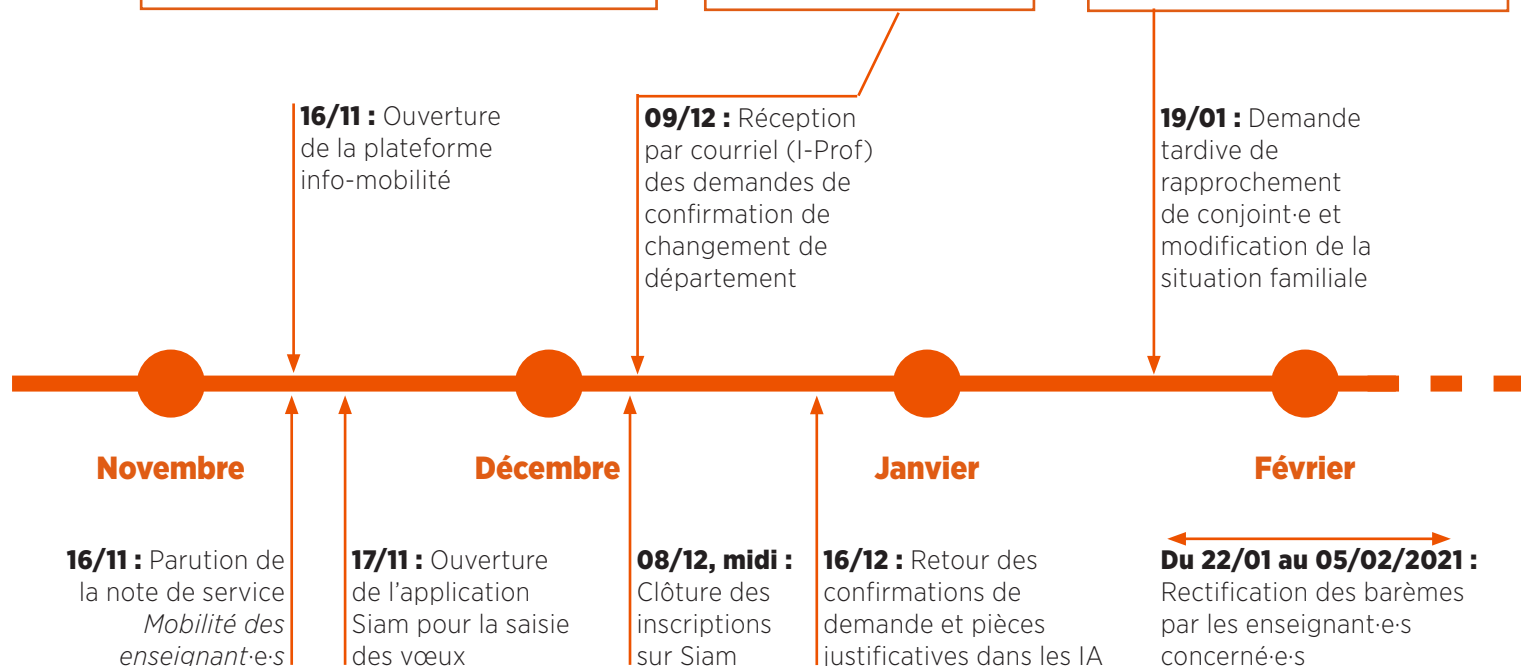 16/11 : Ouverture
de la plateforme
info-mobilité
09/12 : Réception
par courriel (I-Prof)
des demandes de
confirmation de
changement de
département
19/01 : Demande
tardive de
rapprochement
de conjoint·e et
modification de la
situation familiale
Novembre
Décembre
Janvier
Février
16/11 : Parution de
la note de service
Mobilité des
enseignant·e·s
17/11 : Ouverture
de l’application
Siam pour la saisie
des vœux
08/12, midi :
Clôture des
inscriptions
sur Siam
16/12 : Retour des
confirmations de
demande et pièces
justificatives dans les IA
Du 22/01 au 05/02/2021 :
Rectification des barèmes
par les enseignant·e·s
concerné·e·s